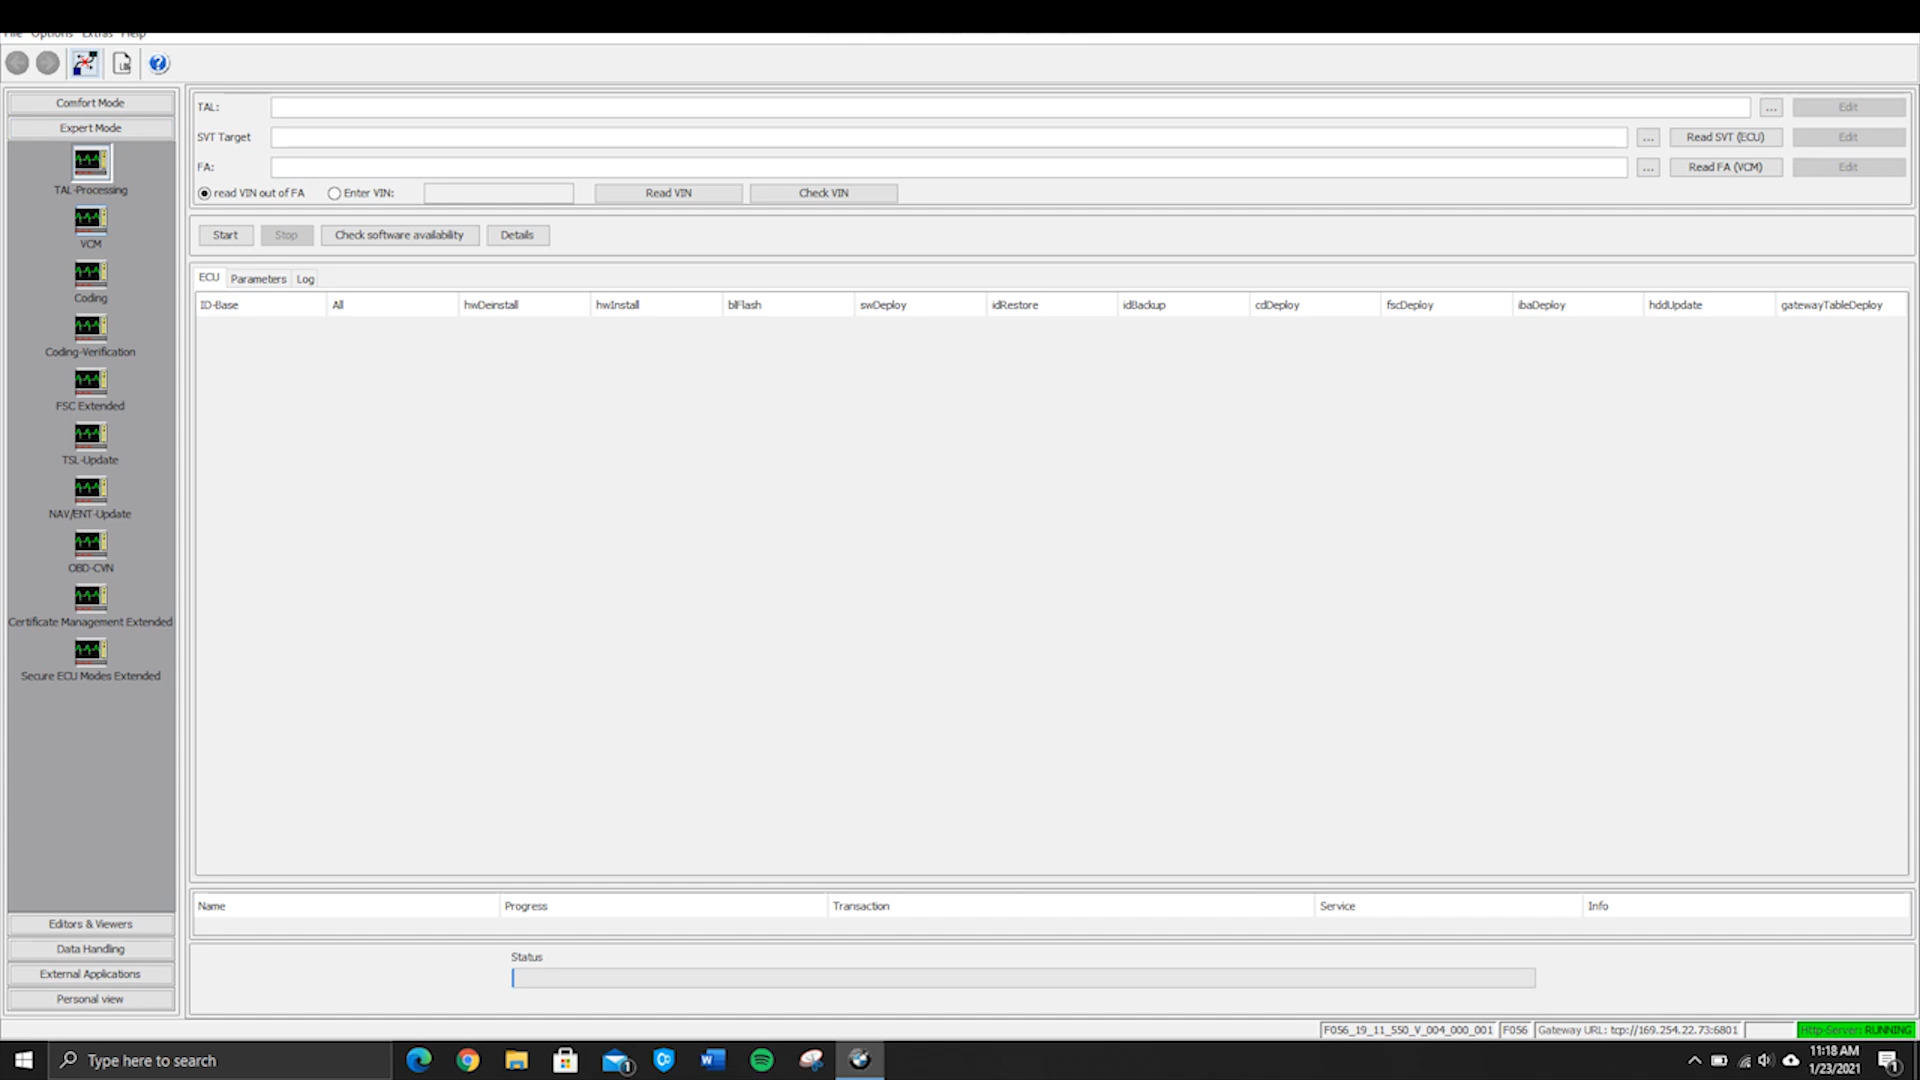 File Options Extras Help
Comfort Mode
Expert Mode
TAL-Processing
VCM
Coding
Coding-Verification
FSC Extended
TSL-Update
NAV/ENT-Update
OBD-CVN
Certificate Management Extended
Secure ECU Modes Extended
Editors & Viewers
Data Handling
External Applications
Personal view
TAL: ... Edit
SVT Target ... Read SVT (ECU) Edit
FA: ... Read FA (VCM) Edit
read VIN out of FA Enter VIN: Read VIN Check VIN
Start Stop Check software availability Details
ECU Parameters Log
ID-Base All hwDeinstall hwInstall blFlash swDeploy idRestore idBackup cdDeploy fscDeploy ibaDeploy hddUpdate gatewayTableDeploy
Name Progress Transaction Service Info
Status
F056_19_11_550_V_004_000_001 F056 Gateway URL: tcp://169.254.22.73:6801 Http-Server: RUNNING
Type here to search
11:18 AM
1/23/2021